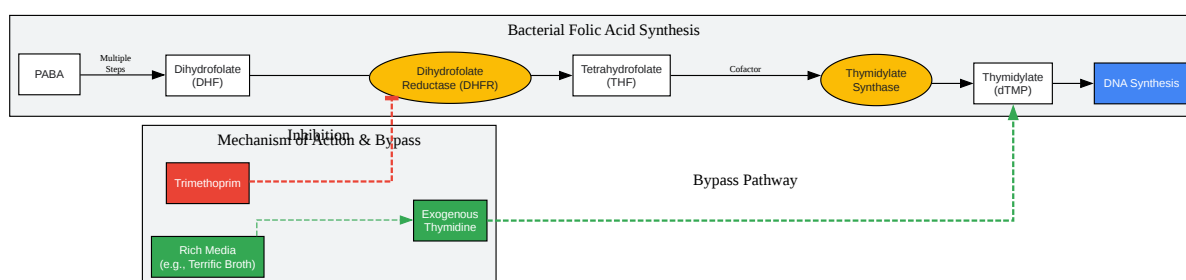 Bacterial Folic Acid Synthesis
PABA
Multiple
Steps
Dihydrofolate
(DHF)
Dihydrofolate
Reductase (DHFR)
Tetrahydrofolate
(THF)
Cofactor
Thymidylate
Synthase
Thymidylate
(dTMP)
DNA Synthesis
Inhibition
Mechanism of Action & Bypass
Trimethoprim
Bypass Pathway
Exogenous
Thymidine
Rich Media
(e.g., Terrific Broth)